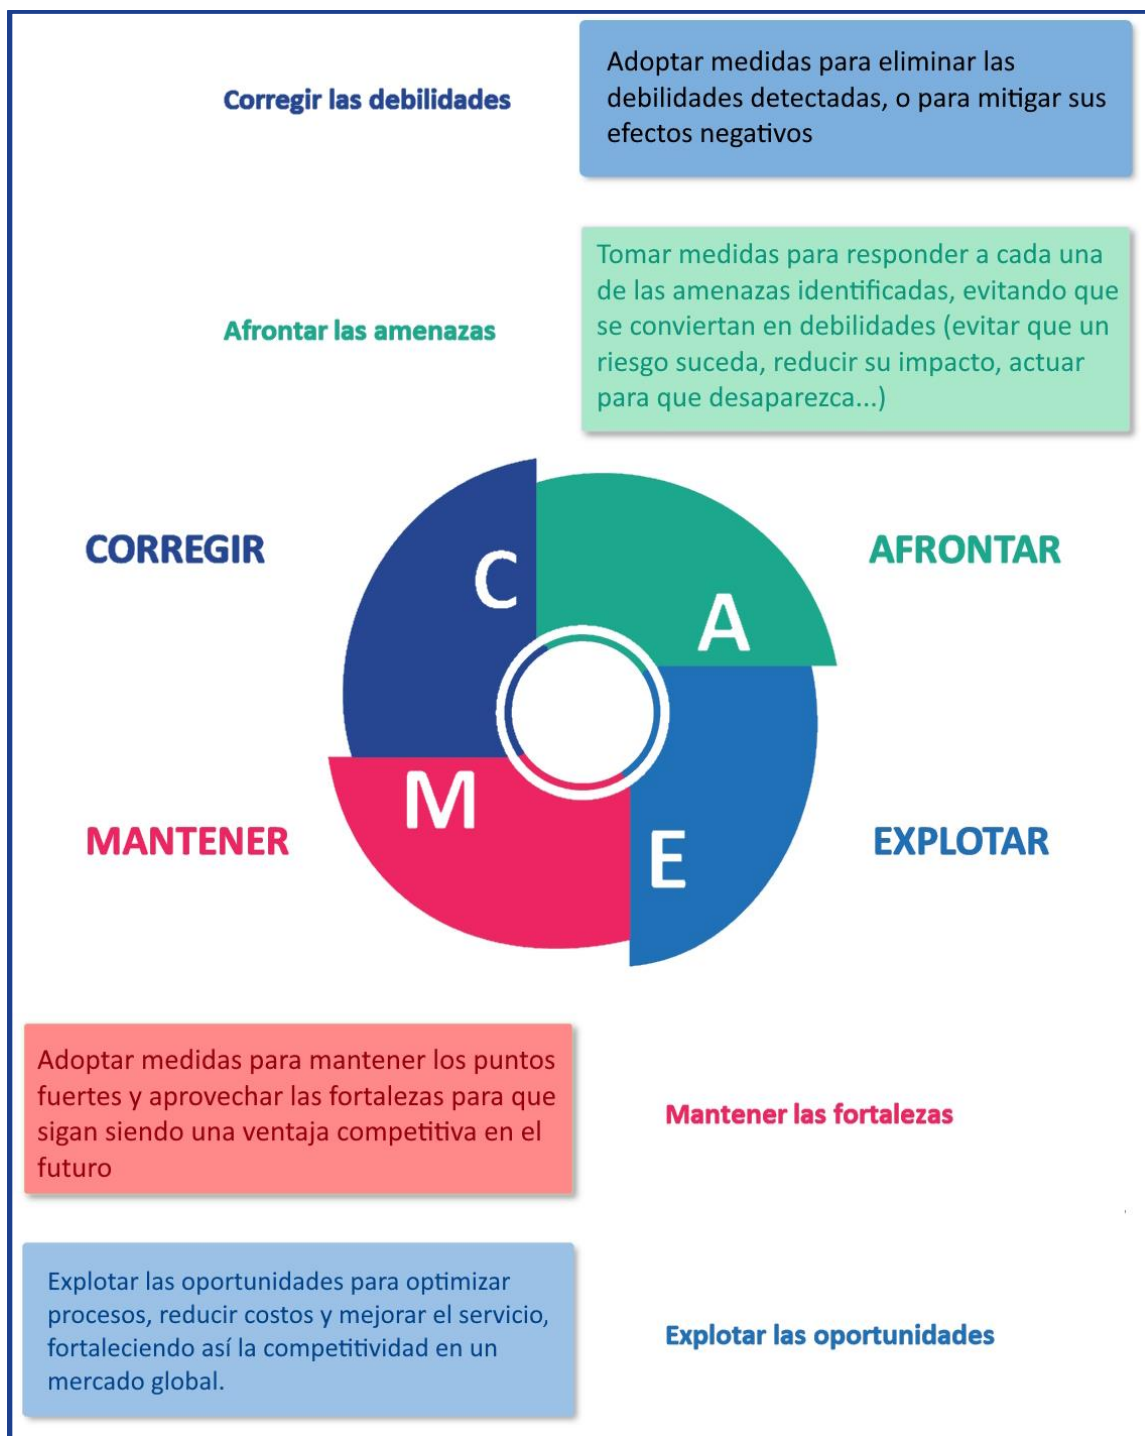 Corregir las debilidades
Adoptar medidas para eliminar las
debilidades detectadas, o para mitigar sus
efectos negativos
Afrontar las amenazas
Tomar medidas para responder a cada una
de las amenazas identificadas, evitando que
se conviertan en debilidades (evitar que un
riesgo suceda, reducir su impacto, actuar
para que desaparezca...)
CORREGIR
C
A
AFRONTAR
MANTENER
M
E
EXPLOTAR
Adoptar medidas para mantener los puntos
fuertes y aprovechar las fortalezas para que
sigan siendo una ventaja competitiva en el
futuro
Mantener las fortalezas
Explotar las oportunidades para optimizar
procesos, reducir costos y mejorar el servicio,
fortaleciendo así la competitividad en un
mercado global.
Explotar las oportunidades